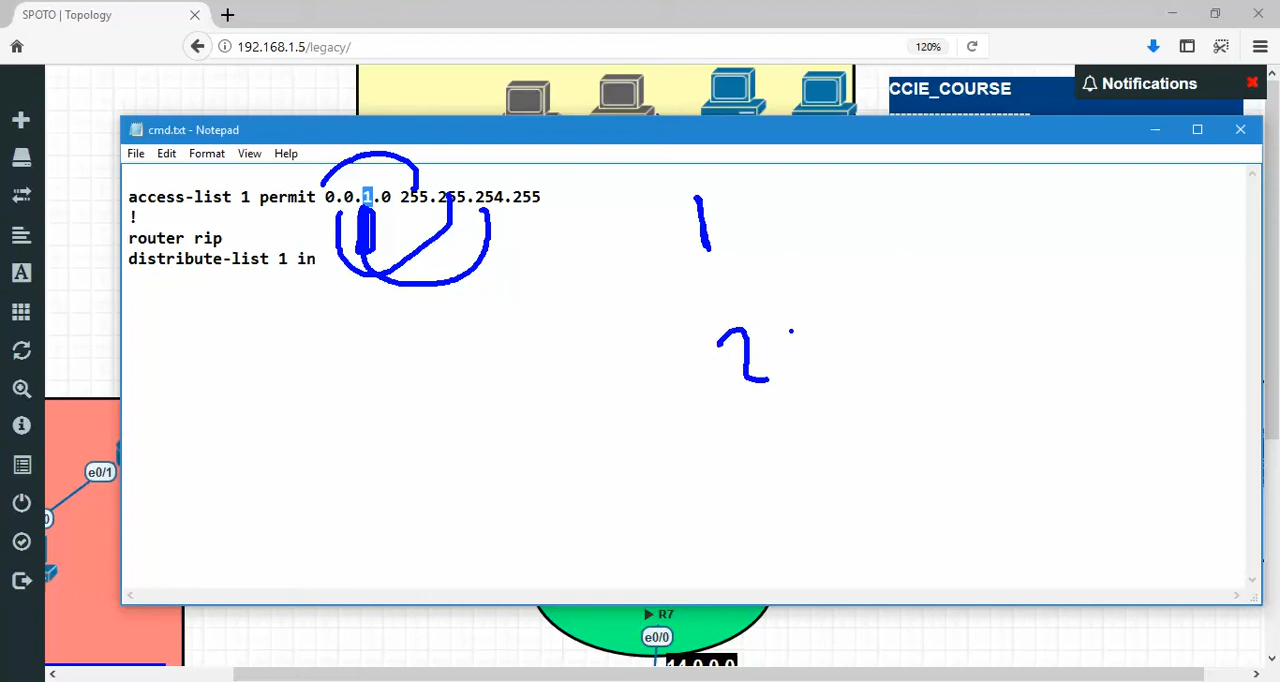 SPOTO | Topology
192.168.1.5/legacy/
120%
CCIE_COURSE
Notifications
cmd.txt - Notepad
File Edit Format View Help
access-list 1 permit 0.0.1.0 255.255.254.255
!
router rip
distribute-list 1 in
1
2
e0/1
R7
e0/0